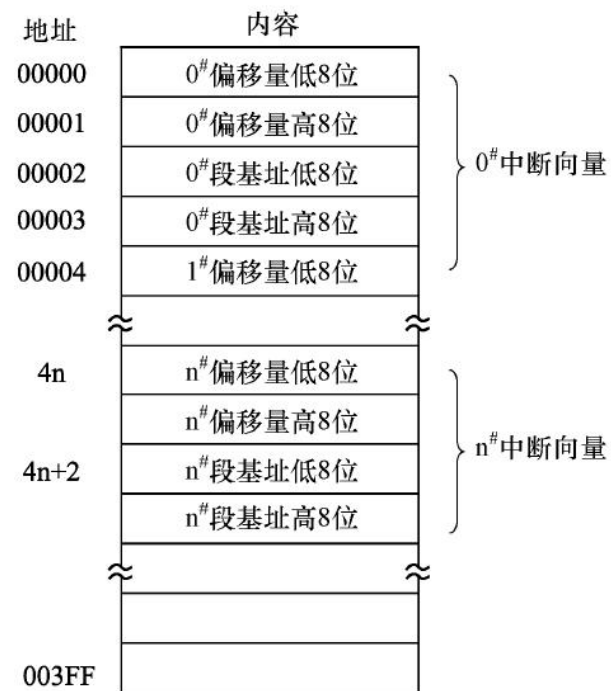 地址 内容
00000 0#偏移量低8位
00001 0#偏移量高8位
00002 0#段基址低8位
0#中断向量
00003 0#段基址高8位
00004 1#偏移量低8位
4n n#偏移量低8位
n#偏移量高8位
n#中断向量
4n+2 n#段基址低8位
n#段基址高8位
003FF